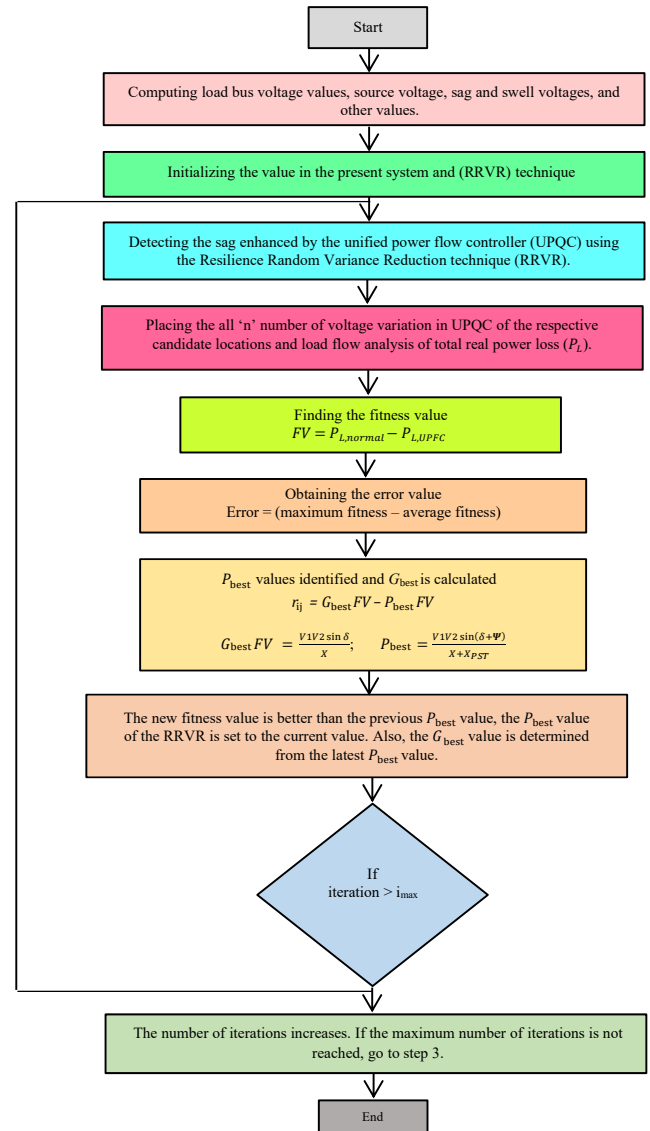 Start
Computing load bus voltage values, source voltage, sag and swell voltages, and
other values.
Initializing the value in the present system and (RRVR) technique
Detecting the sag enhanced by the unified power flow controller (UPQC) using
the Resilience Random Variance Reduction technique (RRVR).
Placing the all ‘n’ number of voltage variation in UPQC of the respective
candidate locations and load flow analysis of total real power loss (P_L).
Finding the fitness value
FV = P_{L,normal} − P_{L,UPFC}
Obtaining the error value
Error = (maximum fitness – average fitness)
P_best values identified and G_best is calculated
r_ij = G_best FV – P_best FV
G_best FV = \frac{V1V2 sin δ}{X}; P_best = \frac{V1V2 sin(δ+Ψ)}{X+X_{PST}}
The new fitness value is better than the previous P_best value, the P_best value
of the RRVR is set to the current value. Also, the G_best value is determined
from the latest P_best value.
If
iteration > i_max
The number of iterations increases. If the maximum number of iterations is not
reached, go to step 3.
End